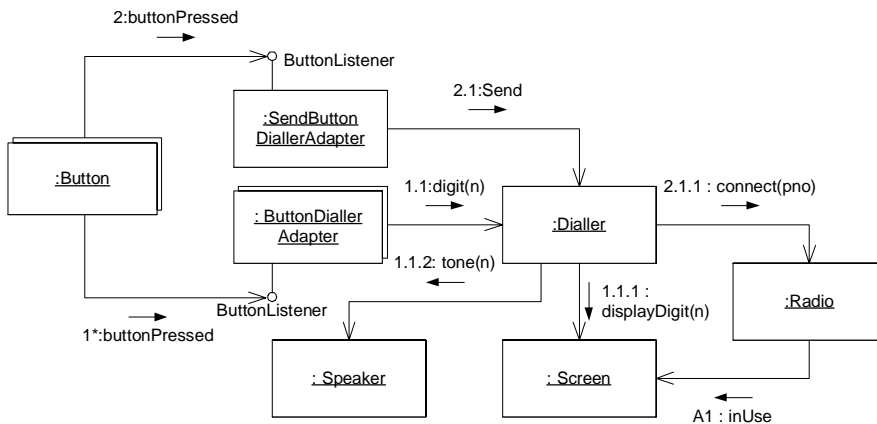 2:buttonPressed
ButtonListener
:SendButton
DiallerAdapter
2.1:Send
:Button
: ButtonDialler
Adapter
1.1:digit(n)
:Dialler
2.1.1 : connect(pno)
1.1.2: tone(n)
1.1.1 :
displayDigit(n)
ButtonListener
1*:buttonPressed
:Radio
: Speaker
: Screen
A1 : inUse